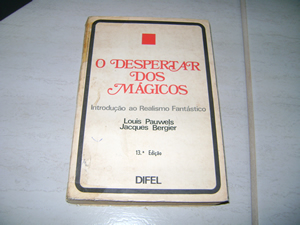 O DESPERTAR
DOS
MÁGICOS
Introdução ao Realismo Fantástico
Louis Pauwels
Jacques Bergier
13.ª Edição
DIFEL